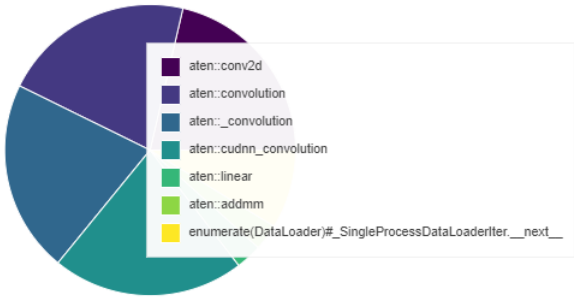 aten::conv2d
aten::convolution
aten::_convolution
aten::cudnn_convolution
aten::linear
aten::addmm
enumerate(DataLoader)#_SingleProcessDataLoaderIter.__next__